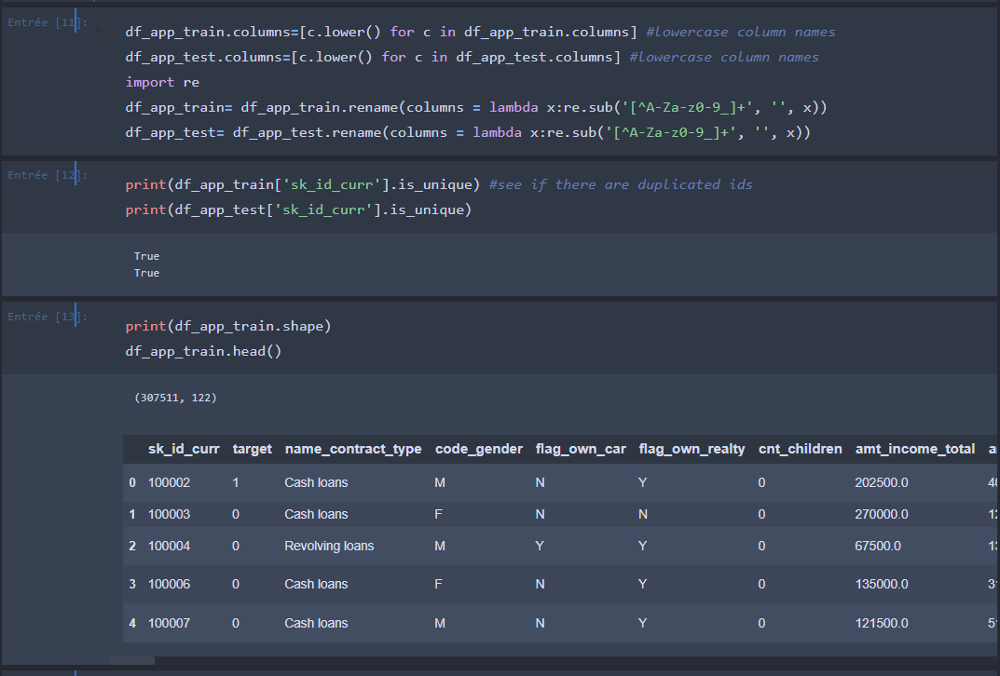 Entrée [11]:
df_app_train.columns=[c.lower() for c in df_app_train.columns] #lowercase column names
df_app_test.columns=[c.lower() for c in df_app_test.columns] #lowercase column names
import re
df_app_train= df_app_train.rename(columns = lambda x:re.sub('[^A-Za-z0-9_]+', '', x))
df_app_test= df_app_test.rename(columns = lambda x:re.sub('[^A-Za-z0-9_]+', '', x))
Entrée [12]:
print(df_app_train['sk_id_curr'].is_unique) #see if there are duplicated ids
print(df_app_test['sk_id_curr'].is_unique)
True
True
Entrée [13]:
print(df_app_train.shape)
df_app_train.head()
(307511, 122)
sk_id_curr target name_contract_type code_gender flag_own_car flag_own_realty cnt_children amt_income_total
0 100002 1 Cash loans M N Y 0 202500.0
1 100003 0 Cash loans F N N 0 270000.0
2 100004 0 Revolving loans M Y Y 0 67500.0
3 100006 0 Cash loans F N Y 0 135000.0
4 100007 0 Cash loans M N Y 0 121500.0